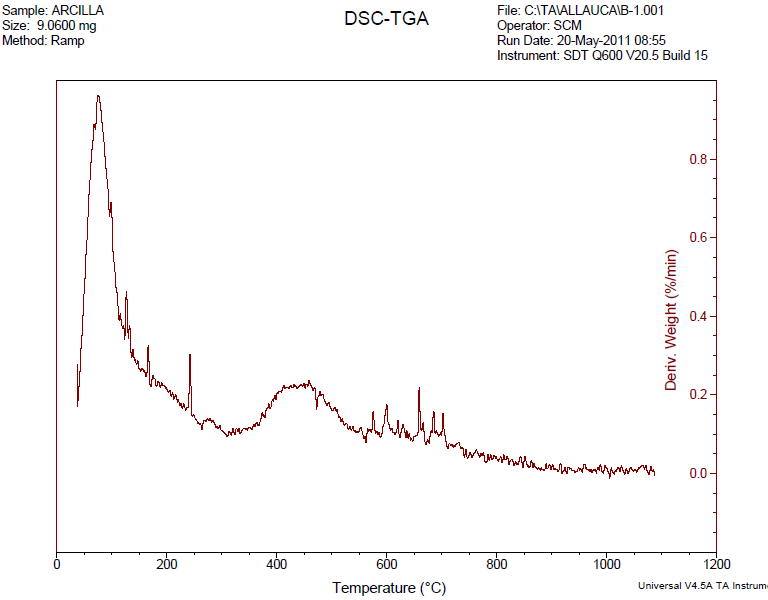 Sample: ARCILLA
Size: 9.0600 mg
Method: Ramp
DSC-TGA
File: C:\TA\ALLAUCA\B-1.001
Operator: SCM
Run Date: 20-May-2011 08:55
Instrument: SDT Q600 V20.5 Build 15
0.8
0.6
0.4
0.2
0.0
Deriv. Weight (%/min)
0
200
400
600
800
1000
1200
Temperature (°C)
Universal V4.5A TA Instrum